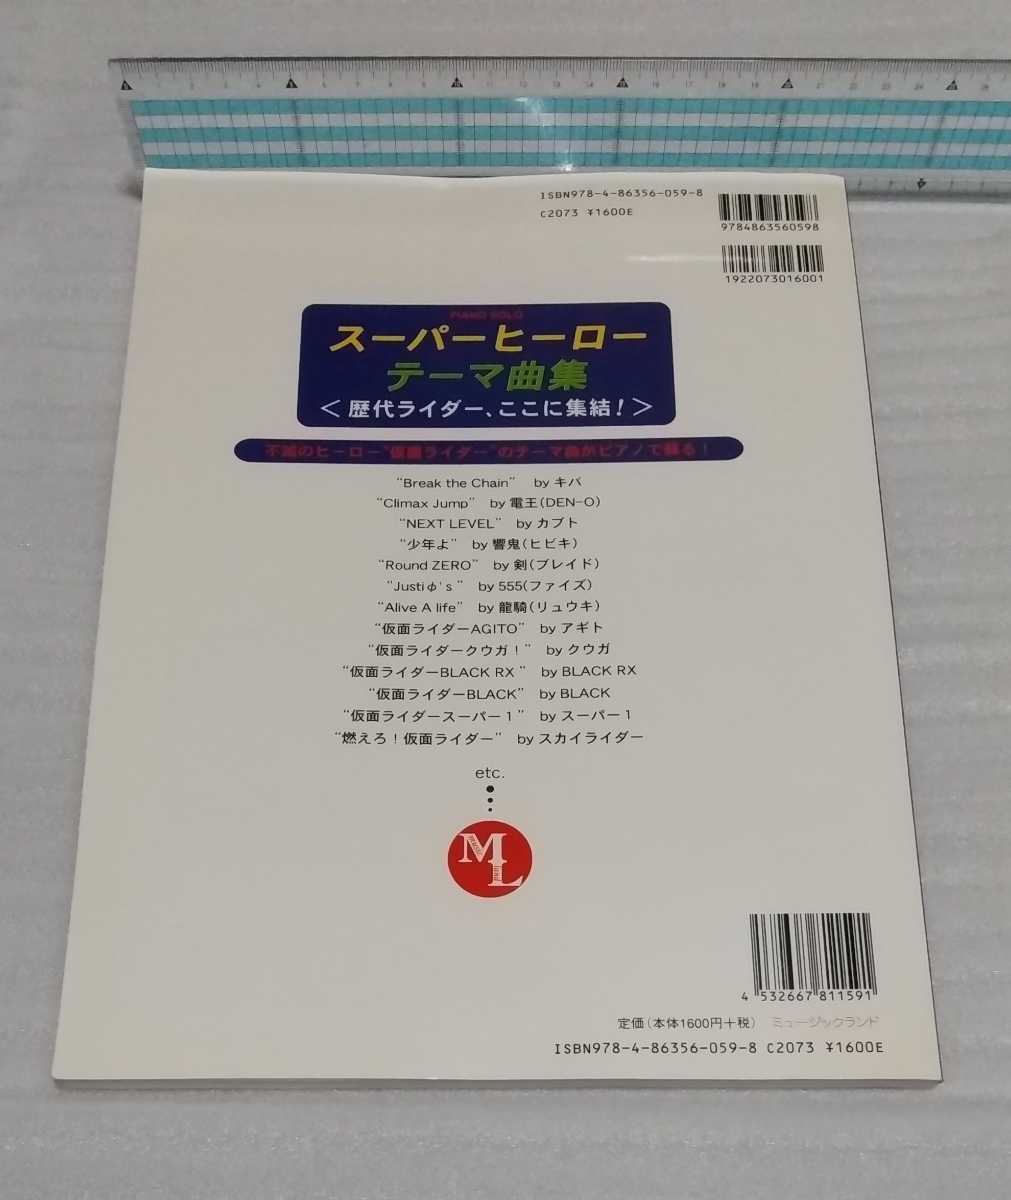 ISBN978-4-86356-059-8
C2073 ¥1600E
9784863560598
1922073016001
PIANO SOLO
スーパーヒーロー
テーマ曲集
＜歴代ライダー、ここに集結！＞
不滅のヒーロー"仮面ライダー"のテーマ曲がピアノで蘇る！
"Break the Chain" by キバ
"Climax Jump" by 電王（DEN-O）
"NEXT LEVEL" by カブト
"少年よ" by 響鬼（ヒビキ）
"Round ZERO" by 剣（ブレイド）
"Justiφ's" by 555（ファイズ）
"Alive A life" by 龍騎（リュウキ）
"仮面ライダーAGITO" by アギト
"仮面ライダークウガ！" by クウガ
"仮面ライダーBLACK RX" by BLACK RX
"仮面ライダーBLACK" by BLACK
"仮面ライダースーパー1" by スーパー1
"燃えろ！仮面ライダー" by スカイライダー
etc.
ML
4 532667 811591
定価（本体1600円＋税） ミュージックランド
ISBN978-4-86356-059-8 C2073 ¥1600E